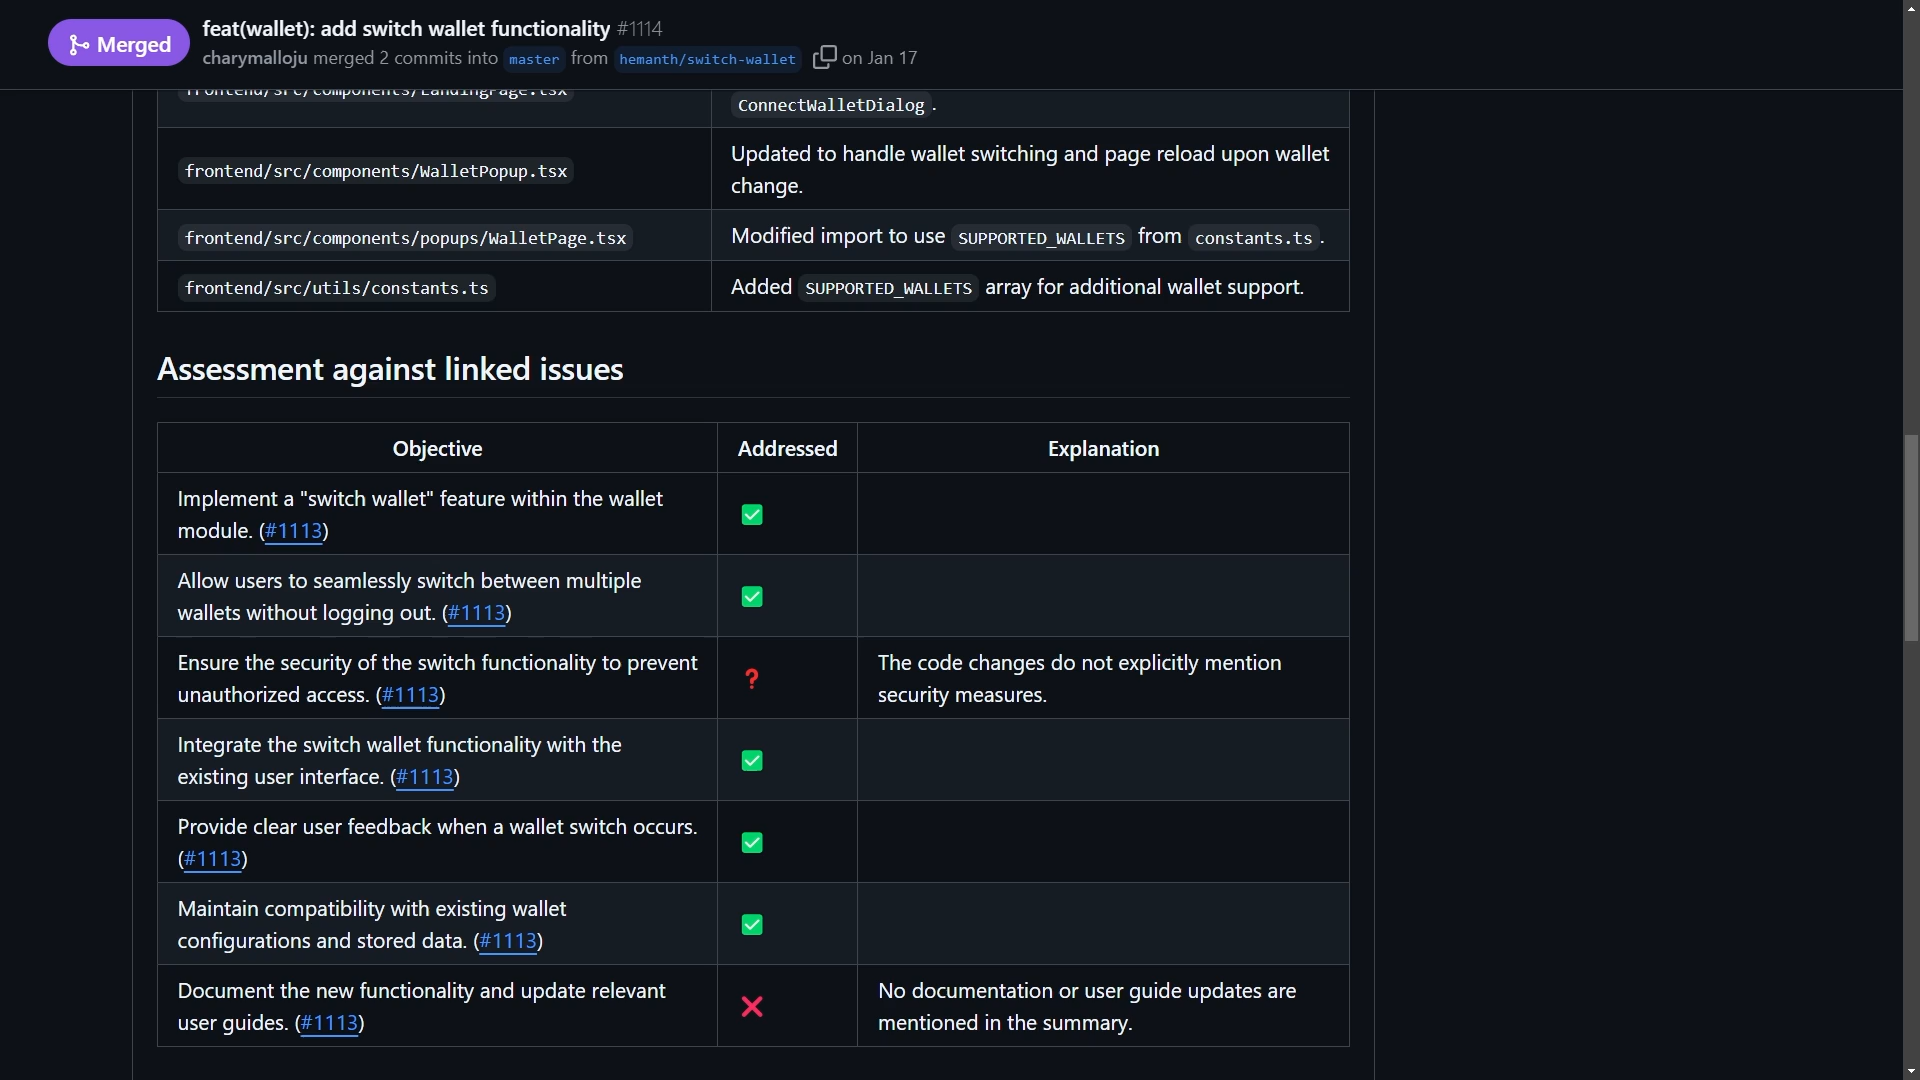 Merged
feat(wallet): add switch wallet functionality #1114
charymalloju merged 2 commits into master from hemanth/switch-wallet on Jan 17
frontend/src/components/LandingPage.tsx
ConnectWalletDialog.
frontend/src/components/WalletPopup.tsx
Updated to handle wallet switching and page reload upon wallet
change.
frontend/src/components/popups/WalletPage.tsx
Modified import to use SUPPORTED_WALLETS from constants.ts.
frontend/src/utils/constants.ts
Added SUPPORTED_WALLETS array for additional wallet support.
Assessment against linked issues
Objective Addressed Explanation
Implement a "switch wallet" feature within the wallet
module. (#1113)
✅
Allow users to seamlessly switch between multiple
wallets without logging out. (#1113)
✅
Ensure the security of the switch functionality to prevent
unauthorized access. (#1113)
❓
The code changes do not explicitly mention
security measures.
Integrate the switch wallet functionality with the
existing user interface. (#1113)
✅
Provide clear user feedback when a wallet switch occurs.
(#1113)
✅
Maintain compatibility with existing wallet
configurations and stored data. (#1113)
✅
Document the new functionality and update relevant
user guides. (#1113)
❌
No documentation or user guide updates are
mentioned in the summary.